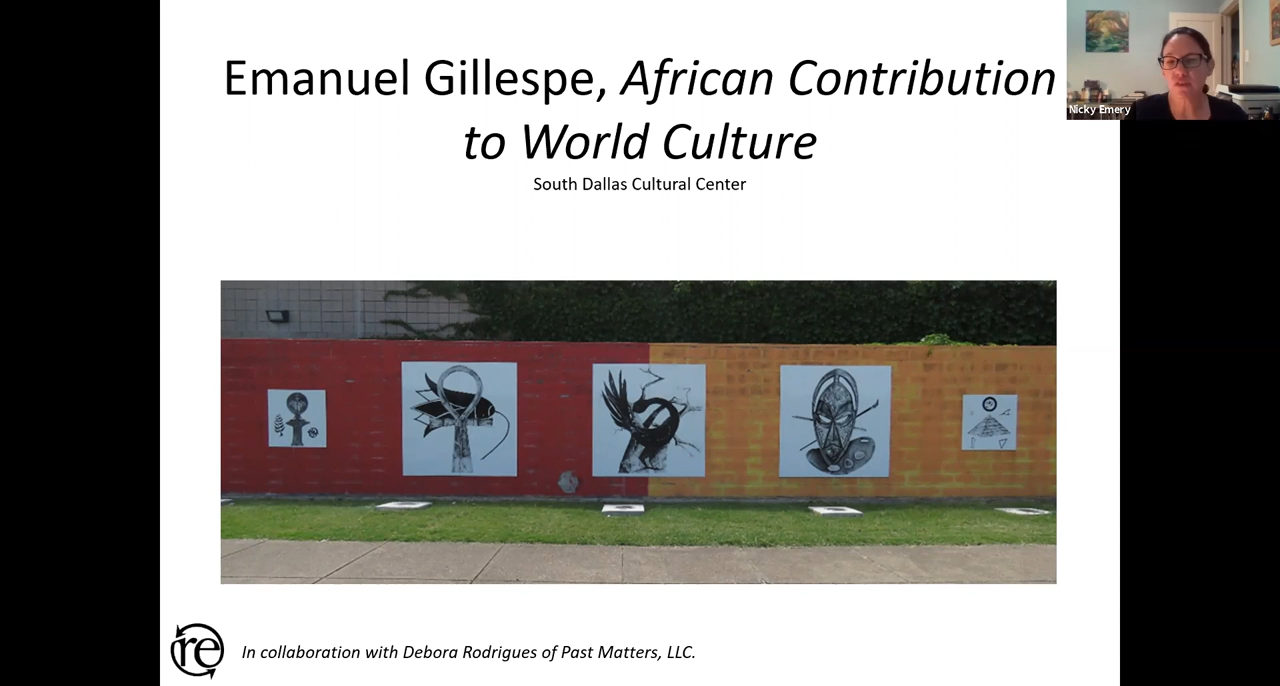 Emanuel Gillespe, African Contribution
to World Culture
South Dallas Cultural Center
Nicky Emery
re
In collaboration with Debora Rodrigues of Past Matters, LLC.